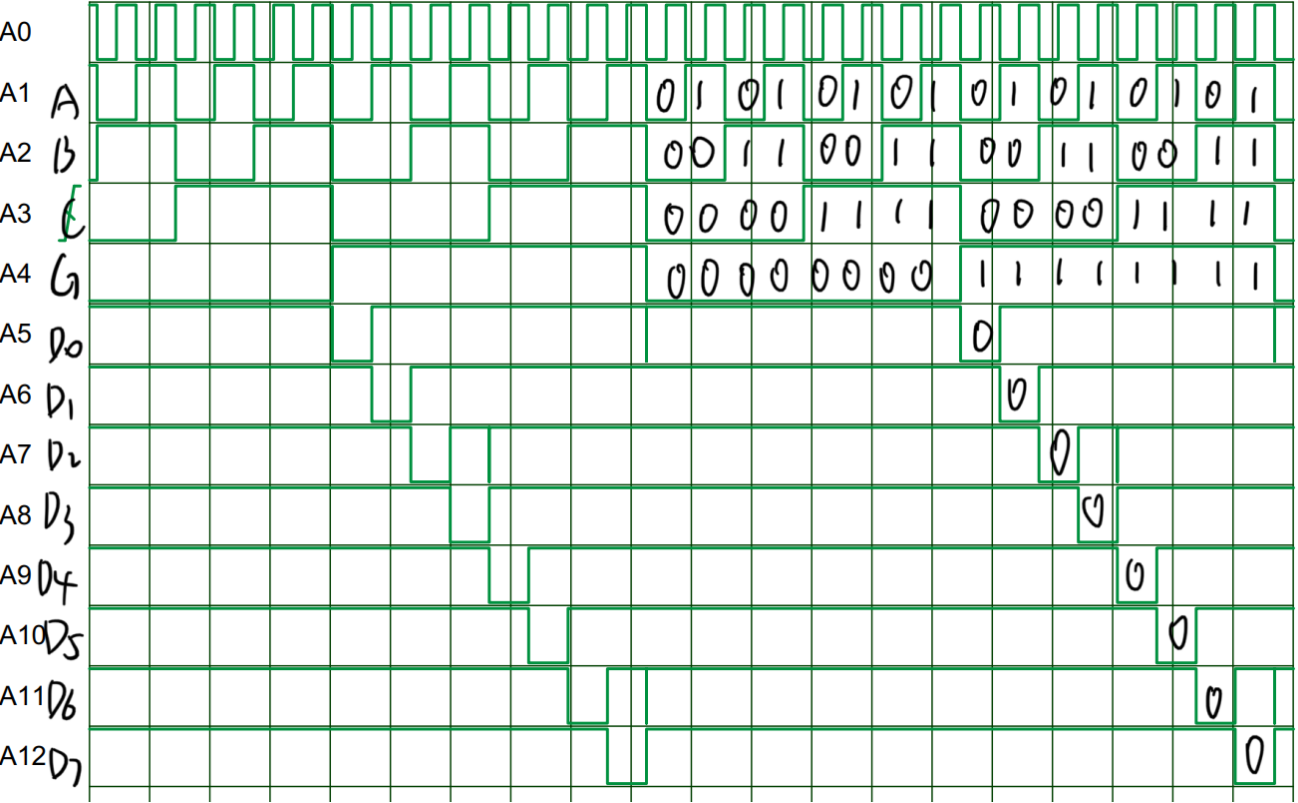 A0
A1 A 0 1 0 1 0 1 0 1 0 1 0 1 0 1 0 1
A2 B 0 0 1 1 0 0 1 1 0 0 1 1 0 0 1 1
A3 C 0 0 0 0 1 1 1 1 0 0 0 0 1 1 1 1
A4 G 0 0 0 0 0 0 0 0 1 1 1 1 1 1 1 1
A5 D0 0
A6 D1 0
A7 D2 0
A8 D3 0
A9 D4 0
A10 D5 0
A11 D6 0
A12 D7 0